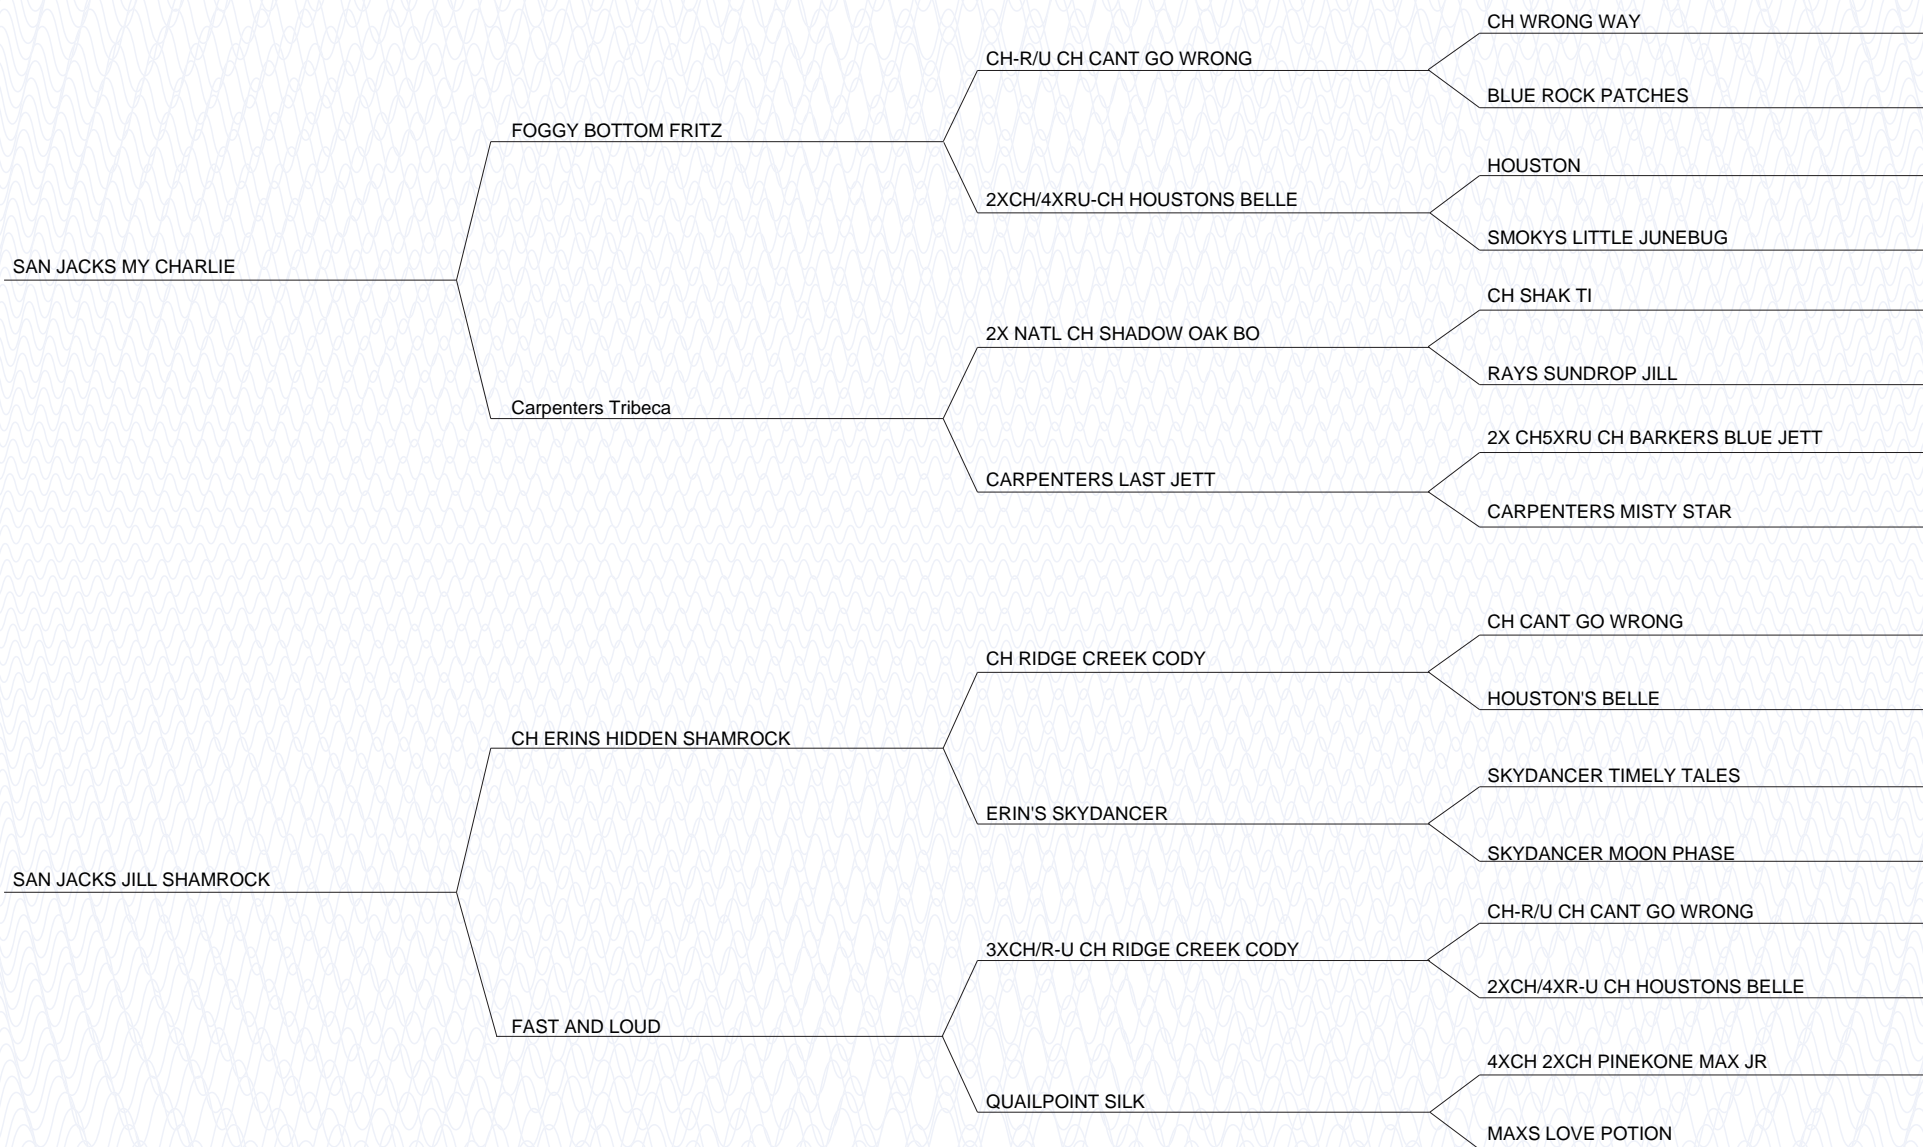 CH WRONG WAY
CH-R/U CH CANT GO WRONG
BLUE ROCK PATCHES
FOGGY BOTTOM FRITZ
HOUSTON
2XCH/4XRU-CH HOUSTONS BELLE
SMOKYS LITTLE JUNEBUG
SAN JACKS MY CHARLIE
CH SHAK TI
2X NATL CH SHADOW OAK BO
RAYS SUNDROP JILL
Carpenters Tribeca
2X CH5XRU CH BARKERS BLUE JETT
CARPENTERS LAST JETT
CARPENTERS MISTY STAR
CH CANT GO WRONG
CH RIDGE CREEK CODY
HOUSTON'S BELLE
CH ERINS HIDDEN SHAMROCK
SKYDANCER TIMELY TALES
ERIN'S SKYDANCER
SKYDANCER MOON PHASE
SAN JACKS JILL SHAMROCK
CH-R/U CH CANT GO WRONG
3XCH/R-U CH RIDGE CREEK CODY
2XCH/4XR-U CH HOUSTONS BELLE
FAST AND LOUD
4XCH 2XCH PINEKONE MAX JR
QUAILPOINT SILK
MAXS LOVE POTION